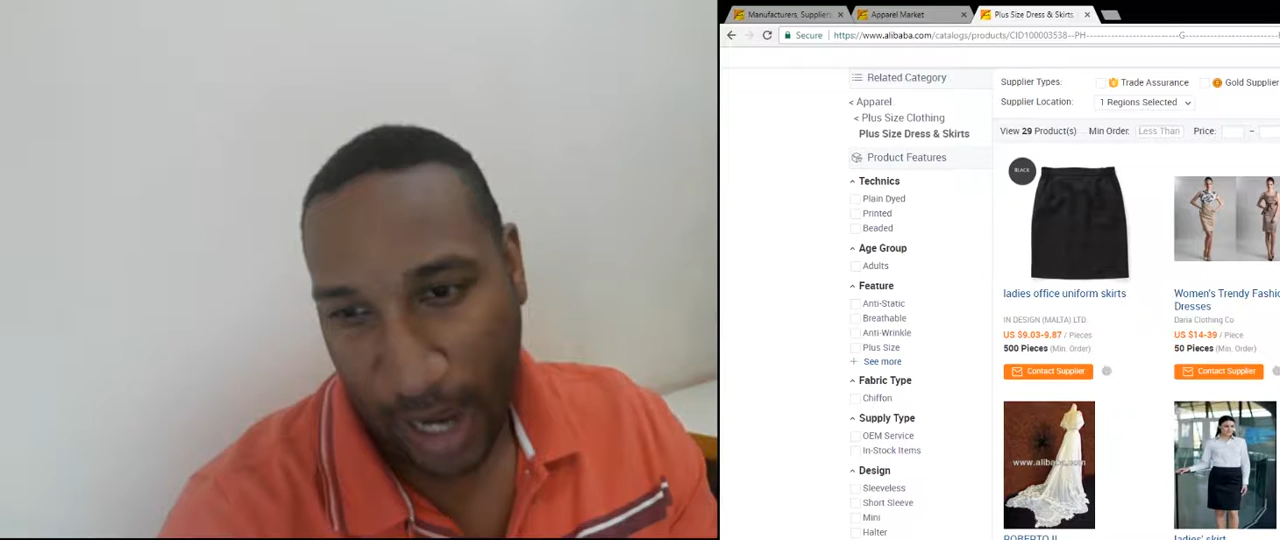 Manufacturers, Suppliers
Apparel Market
Plus Size Dress & Skirts,
Secure
https://www.alibaba.com/catalogs/products/CID100003538--PH----------------------------G--------------------------
Related Category
< Apparel
< Plus Size Clothing
Plus Size Dress & Skirts
Product Features
Technics
Plain Dyed
Printed
Beaded
Age Group
Adults
Feature
Anti-Static
Breathable
Anti-Wrinkle
Plus Size
See more
Fabric Type
Chiffon
Supply Type
OEM Service
In-Stock Items
Design
Sleeveless
Short Sleeve
Mini
Halter
Supplier Types: Trade Assurance Gold Supplier
Supplier Location: 1 Regions Selected
View 29 Product(s) Min Order: Less Than Price: –
BLACK
ladies office uniform skirts
IN DESIGN (MALTA) LTD.
US $9.03-9.87 / Pieces
500 Pieces (Min. Order)
Contact Supplier
Women's Trendy Fashi
Dresses
Daria Clothing Co
US $14-39 / Piece
50 Pieces (Min. Order)
Contact Supplier
www.alibaba.com
ROBERTO II
ladies' skirt